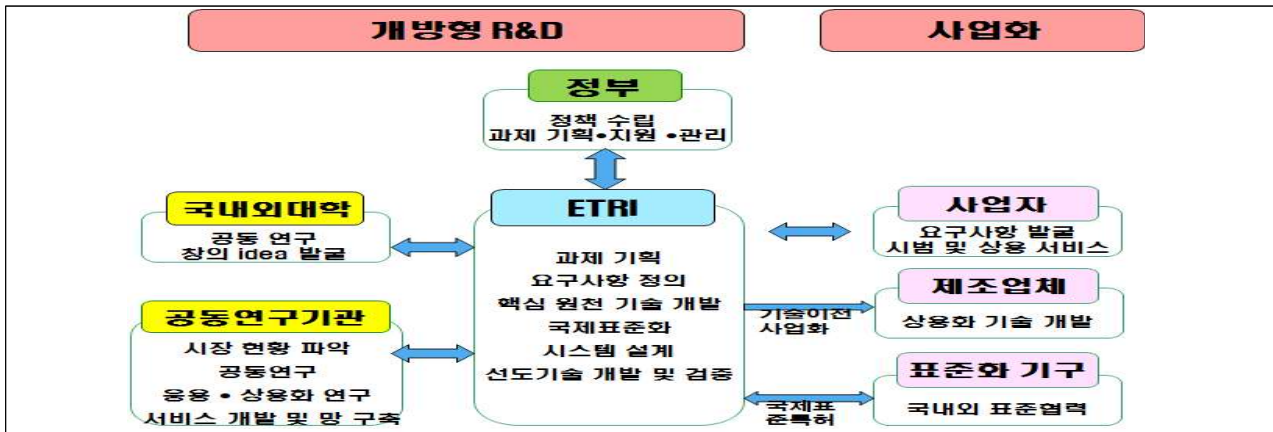 개방형 R&D
사업화
정부
정책 수립
과제 기획•지원 •관리
국내외대학
공동 연구
창의 idea 발굴
공동연구기관
시장 현황 파악
공동연구
응용 • 상용화 연구
서비스 개발 및 망 구축
ETRI
과제 기획
요구사항 정의
핵심 원천 기술 개발
국제표준화
시스템 설계
선도기술 개발 및 검증
기술이전
사업화
국제표
준특허
사업자
요구사항 발굴
시범 및 상용 서비스
제조업체
상용화 기술 개발
표준화 기구
국내외 표준협력